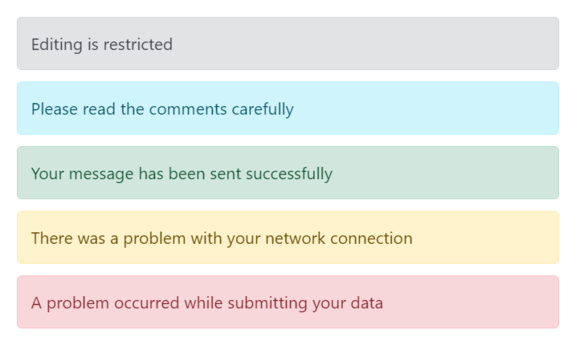 Editing is restricted
Please read the comments carefully
Your message has been sent successfully
There was a problem with your network connection
A problem occurred while submitting your data